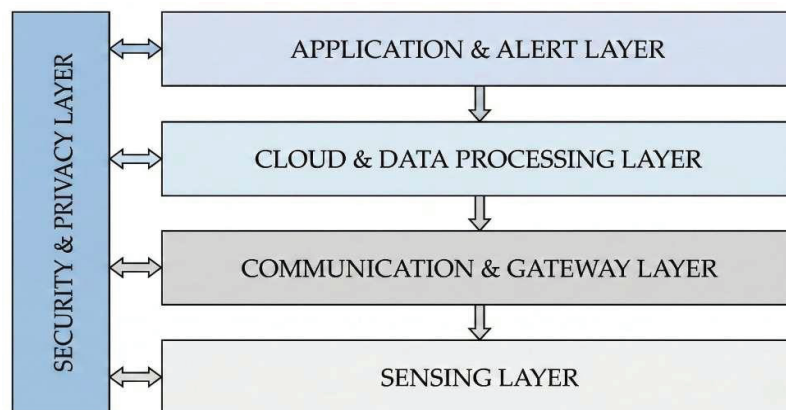 SECURITY & PRIVACY LAYER
APPLICATION & ALERT LAYER
CLOUD & DATA PROCESSING LAYER
COMMUNICATION & GATEWAY LAYER
SENSING LAYER